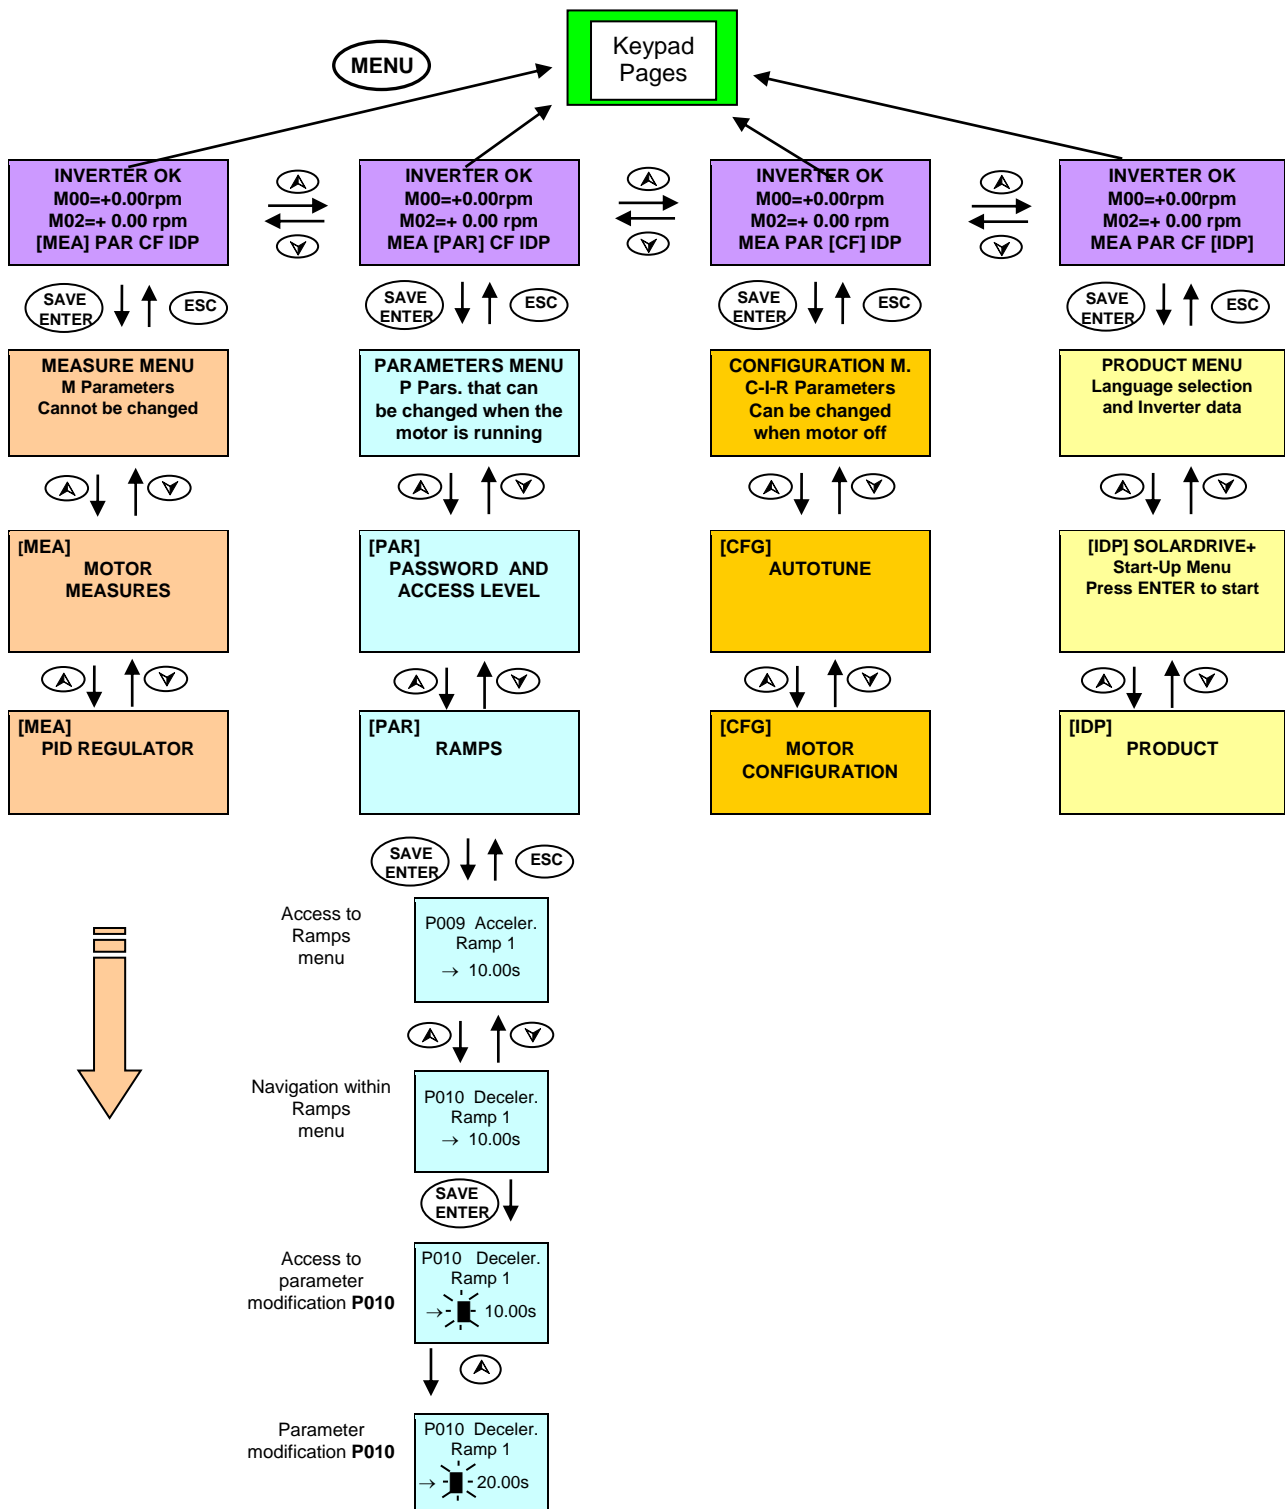 Keypad
Pages
MENU
INVERTER OK
M00=+0.00rpm
M02=+ 0.00 rpm
[MEA] PAR CF IDP
INVERTER OK
M00=+0.00rpm
M02=+ 0.00 rpm
MEA [PAR] CF IDP
INVERTER OK
M00=+0.00rpm
M02=+ 0.00 rpm
MEA PAR [CF] IDP
INVERTER OK
M00=+0.00rpm
M02=+ 0.00 rpm
MEA PAR CF [IDP]
SAVE
ENTER
ESC
SAVE
ENTER
ESC
SAVE
ENTER
ESC
SAVE
ENTER
ESC
MEASURE MENU
M Parameters
Cannot be changed
PARAMETERS MENU
P Pars. that can
be changed when the
motor is running
CONFIGURATION M.
C-I-R Parameters
Can be changed
when motor off
PRODUCT MENU
Language selection
and Inverter data
[MEA]
MOTOR
MEASURES
[PAR]
PASSWORD AND
ACCESS LEVEL
[CFG]
AUTOTUNE
[IDP] SOLARDRIVE+
Start-Up Menu
Press ENTER to start
[MEA]
PID REGULATOR
[PAR]
RAMPS
[CFG]
MOTOR
CONFIGURATION
[IDP]
PRODUCT
SAVE
ENTER
ESC
Access to
Ramps
menu
P009 Acceler.
Ramp 1
→ 10.00s
Navigation within
Ramps
menu
P010 Deceler.
Ramp 1
→ 10.00s
SAVE
ENTER
Access to
parameter
modification P010
P010 Deceler.
Ramp 1
→ 10.00s
Parameter
modification P010
P010 Deceler.
Ramp 1
→ 20.00s